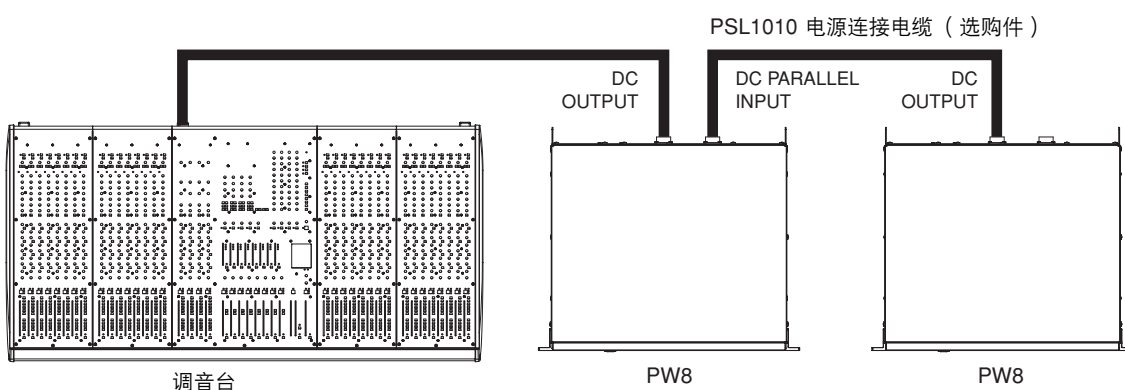 PSL1010 电源连接电缆（选购件）
DC
OUTPUT
DC PARALLEL
INPUT
DC
OUTPUT
调音台
PW8
PW8